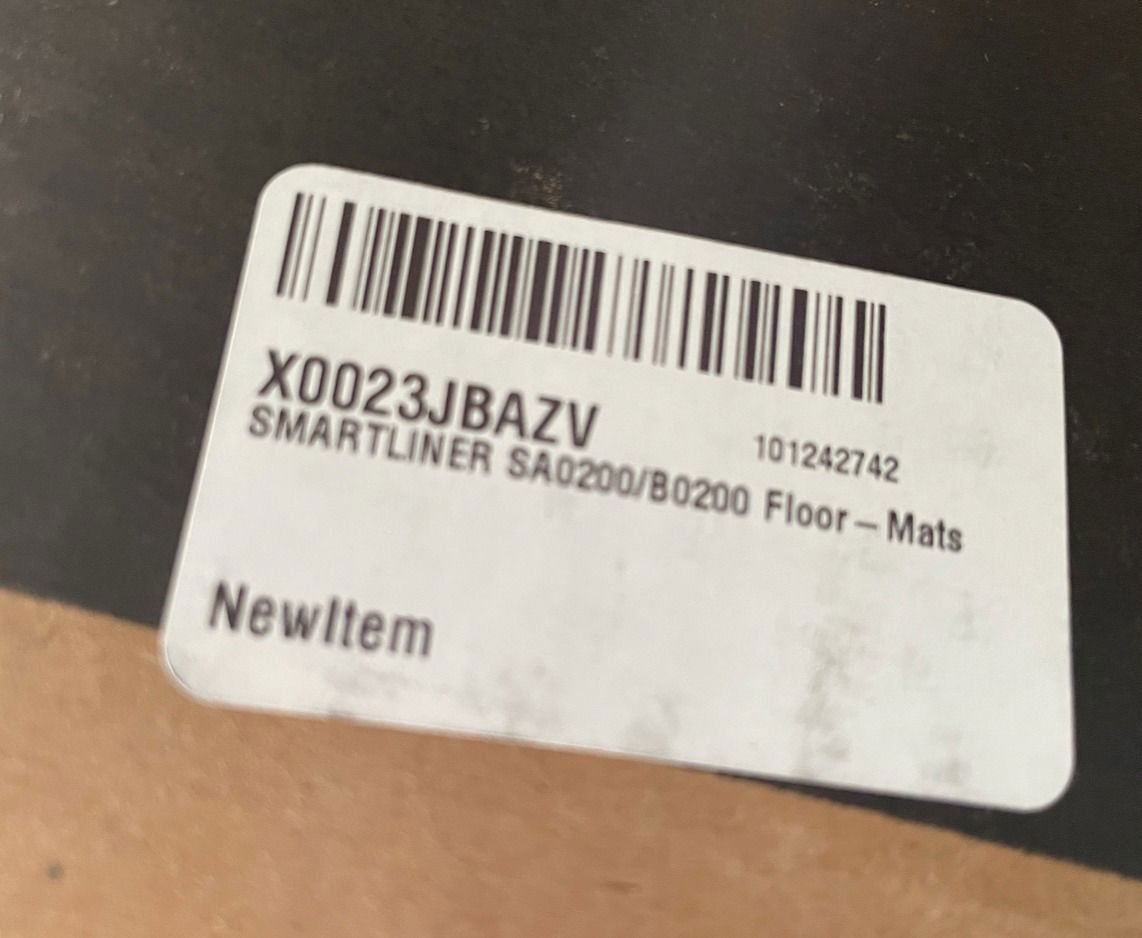 X0023JBAZV
101242742
SMARTLINER SA0200/B0200 Floor – Mats
NewItem